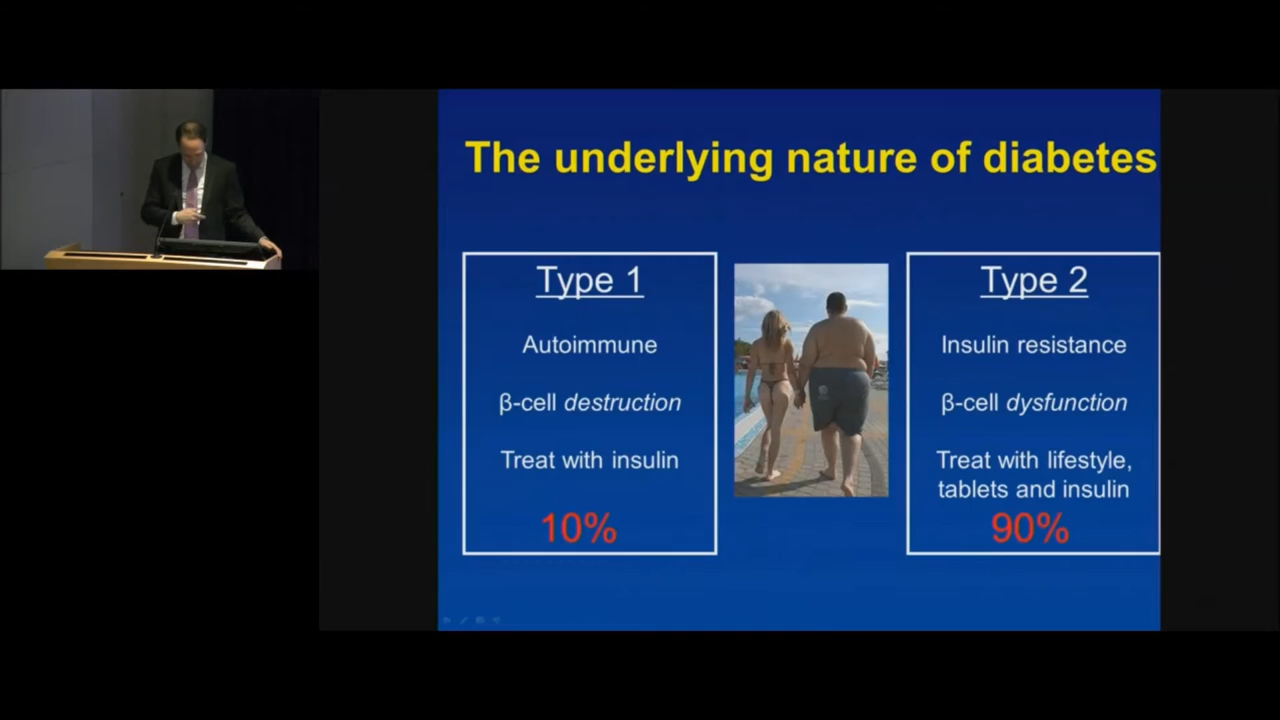 The underlying nature of diabetes
Type 1
Autoimmune
β-cell destruction
Treat with insulin
10%
Type 2
Insulin resistance
β-cell dysfunction
Treat with lifestyle,
tablets and insulin
90%